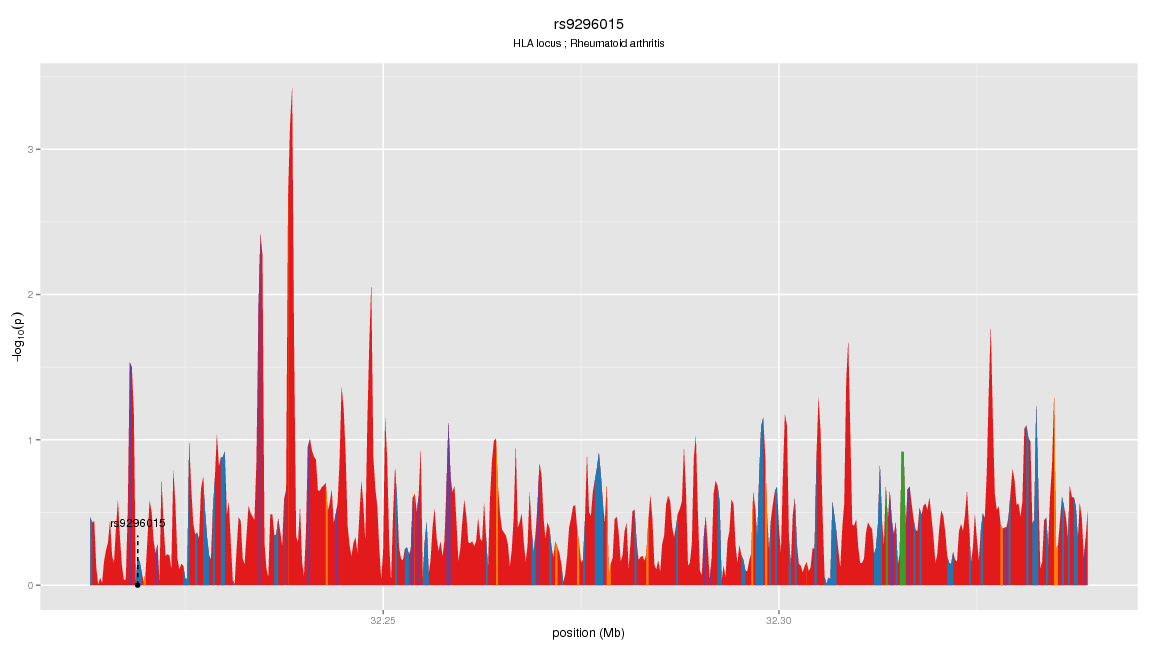 rs9296015
HLA locus ; Rheumatoid arthritis
3
2
1
0
−log10(p)
rs9296015
32.25
32.30
position (Mb)